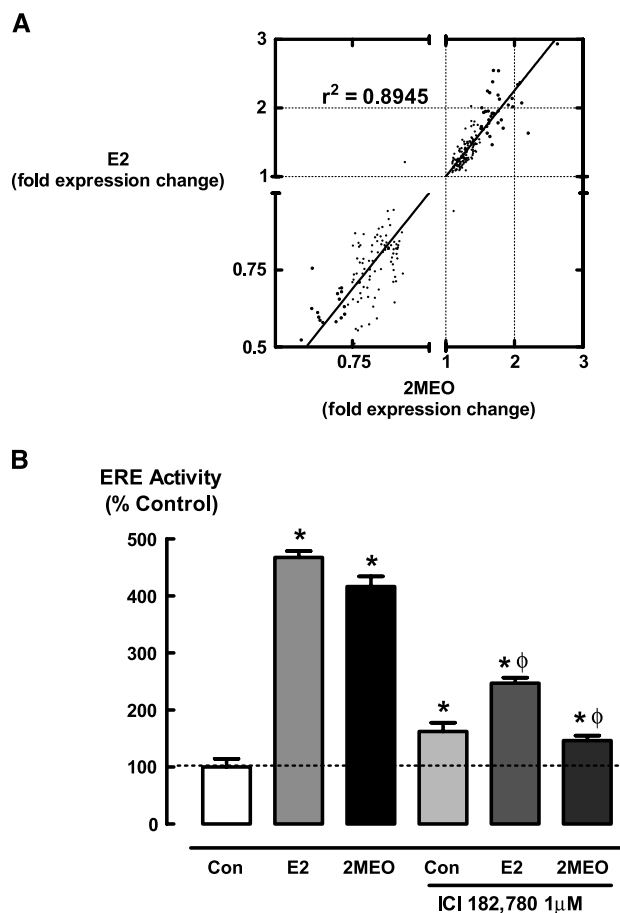 A
3
2
1
0.75
0.5
r² = 0.8945
E2
(fold expression change)
0.75
1
2
3
2MEO
(fold expression change)
B
ERE Activity
(% Control)
500
400
300
200
100
0
*
*
*
* ϕ
* ϕ
Con
E2
2MEO
Con
E2
2MEO
ICI 182,780 1µM